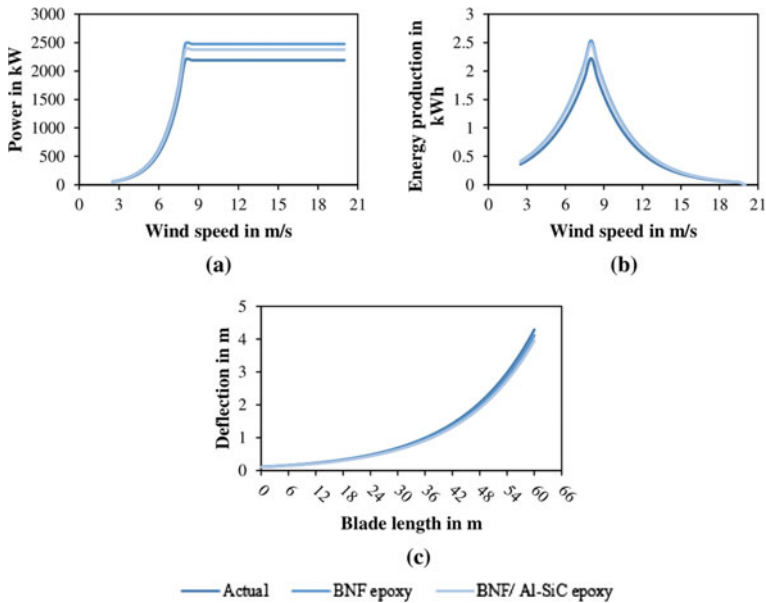 Power in kW
3000
2500
2000
1500
1000
500
0
0 3 6 9 12 15 18 21
Wind speed in m/s
(a)
Energy production in
kWh
3
2.5
2
1.5
1
0.5
0
0 3 6 9 12 15 18 21
Wind speed in m/s
(b)
Deflection in m
5
4
3
2
1
0
0 6 12 18 24 30 36 42 48 54 60 66
Blade length in m
(c)
Actual BNF epoxy BNF/ Al-SiC epoxy